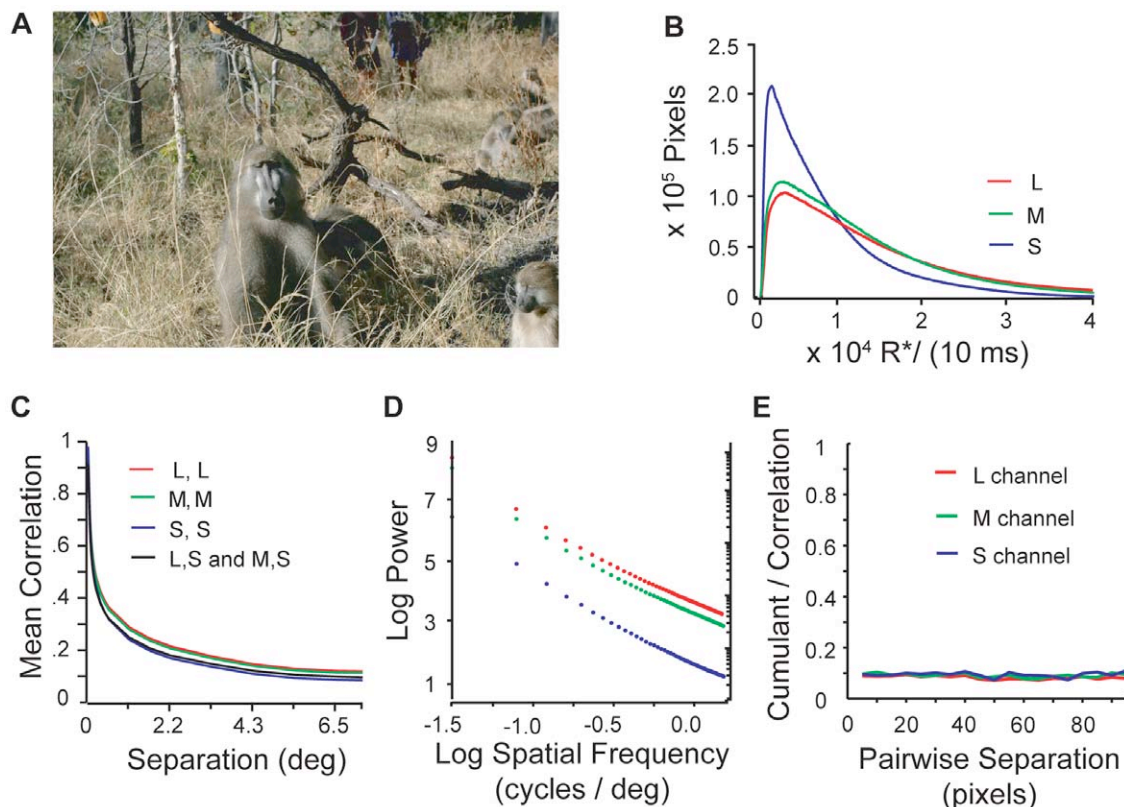 A
B
x 10⁵ Pixels
2.5
2.0
1.5
1.0
0.5
0
L
M
S
0 1 2 3 4
x 10⁴ R*/ (10 ms)
C
Mean Correlation
1
.8
.6
.4
.2
0
L, L
M, M
S, S
L,S and M,S
0 2.2 4.3 6.5
Separation (deg)
D
Log Power
9
7
5
3
1
-1.5 -1.0 -0.5 0.0
Log Spatial Frequency
(cycles / deg)
E
Cumulant / Correlation
1
0.8
0.6
0.4
0.2
0
L channel
M channel
S channel
0 20 40 60 80
Pairwise Separation
(pixels)